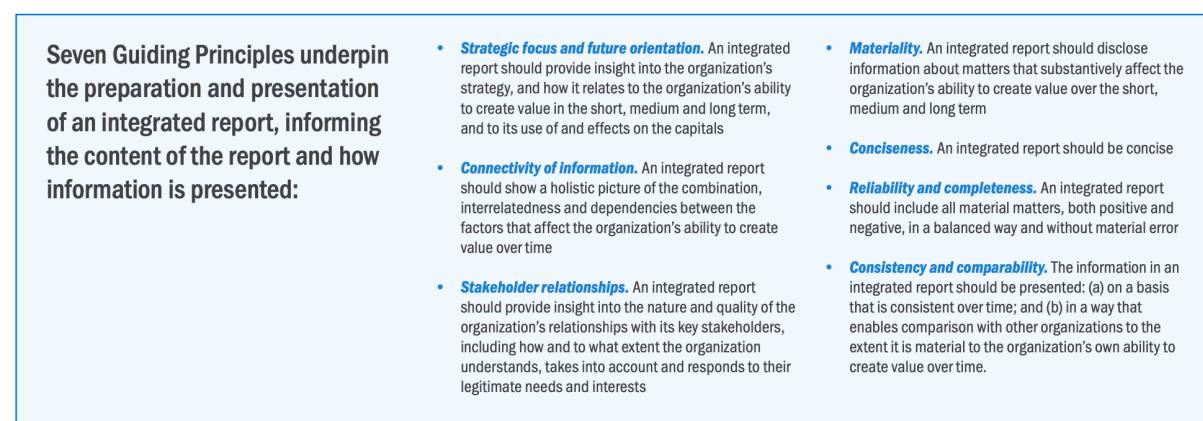 Seven Guiding Principles underpin
the preparation and presentation
of an integrated report, informing
the content of the report and how
information is presented:
• Strategic focus and future orientation. An integrated
report should provide insight into the organization's
strategy, and how it relates to the organization's ability
to create value in the short, medium and long term,
and to its use of and effects on the capitals
• Connectivity of information. An integrated report
should show a holistic picture of the combination,
interrelatedness and dependencies between the
factors that affect the organization's ability to create
value over time
• Stakeholder relationships. An integrated report
should provide insight into the nature and quality of the
organization's relationships with its key stakeholders,
including how and to what extent the organization
understands, takes into account and responds to their
legitimate needs and interests
• Materiality. An integrated report should disclose
information about matters that substantively affect the
organization's ability to create value over the short,
medium and long term
• Conciseness. An integrated report should be concise
• Reliability and completeness. An integrated report
should include all material matters, both positive and
negative, in a balanced way and without material error
• Consistency and comparability. The information in an
integrated report should be presented: (a) on a basis
that is consistent over time; and (b) in a way that
enables comparison with other organizations to the
extent it is material to the organization's own ability to
create value over time.